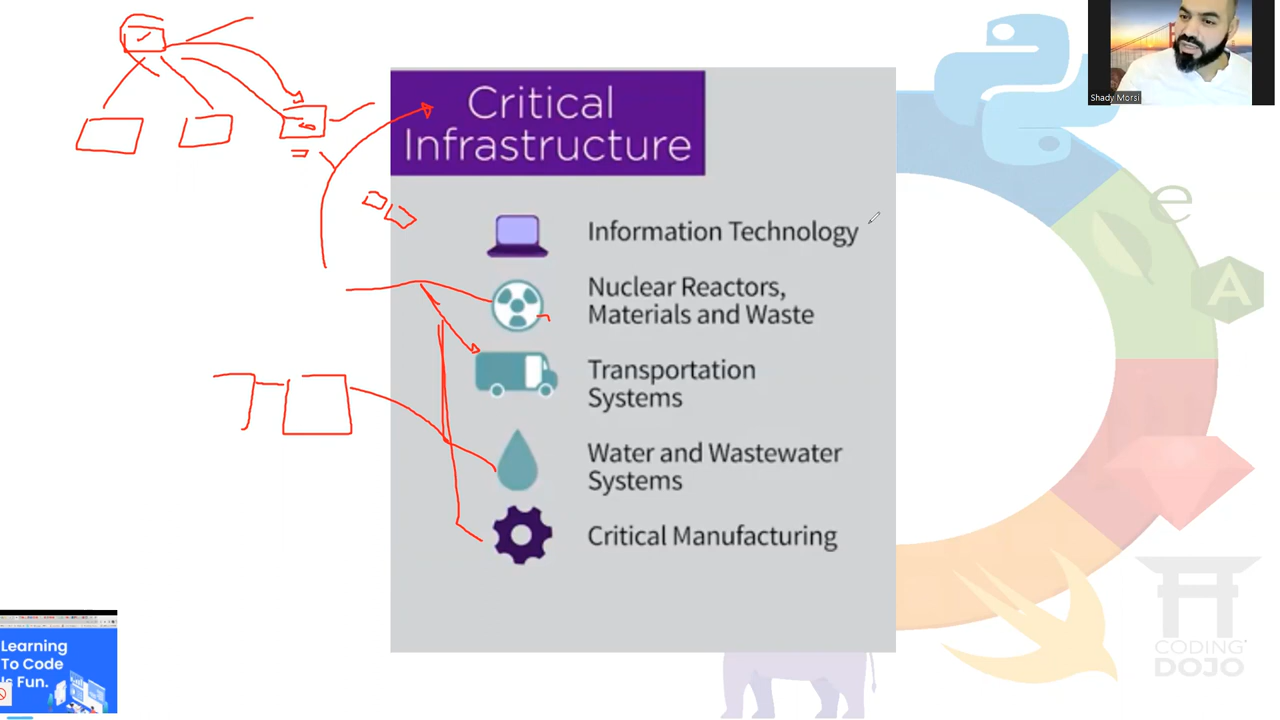 Shady Morsi
Critical
Infrastructure
Information Technology
Nuclear Reactors,
Materials and Waste
Transportation
Systems
Water and Wastewater
Systems
Critical Manufacturing
e
A
CODING
DOJO
Learning
To Code
Is Fun.